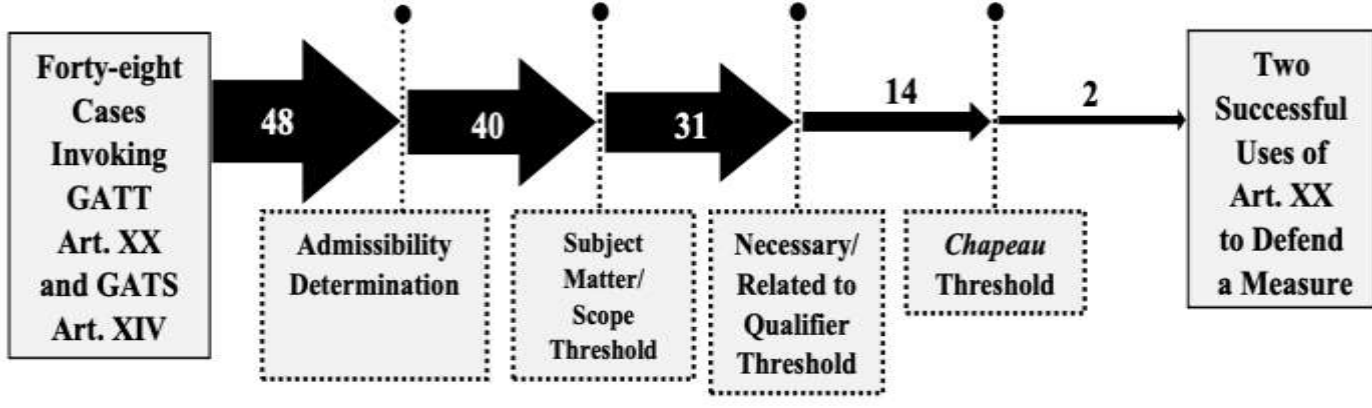 Forty-eight
Cases
Invoking
GATT
Art. XX
and GATS
Art. XIV
48
Admissibility
Determination
40
Subject
Matter/
Scope
Threshold
31
Necessary/
Related to
Qualifier
Threshold
14
Chapeau
Threshold
2
Two
Successful
Uses of
Art. XX
to Defend
a Measure